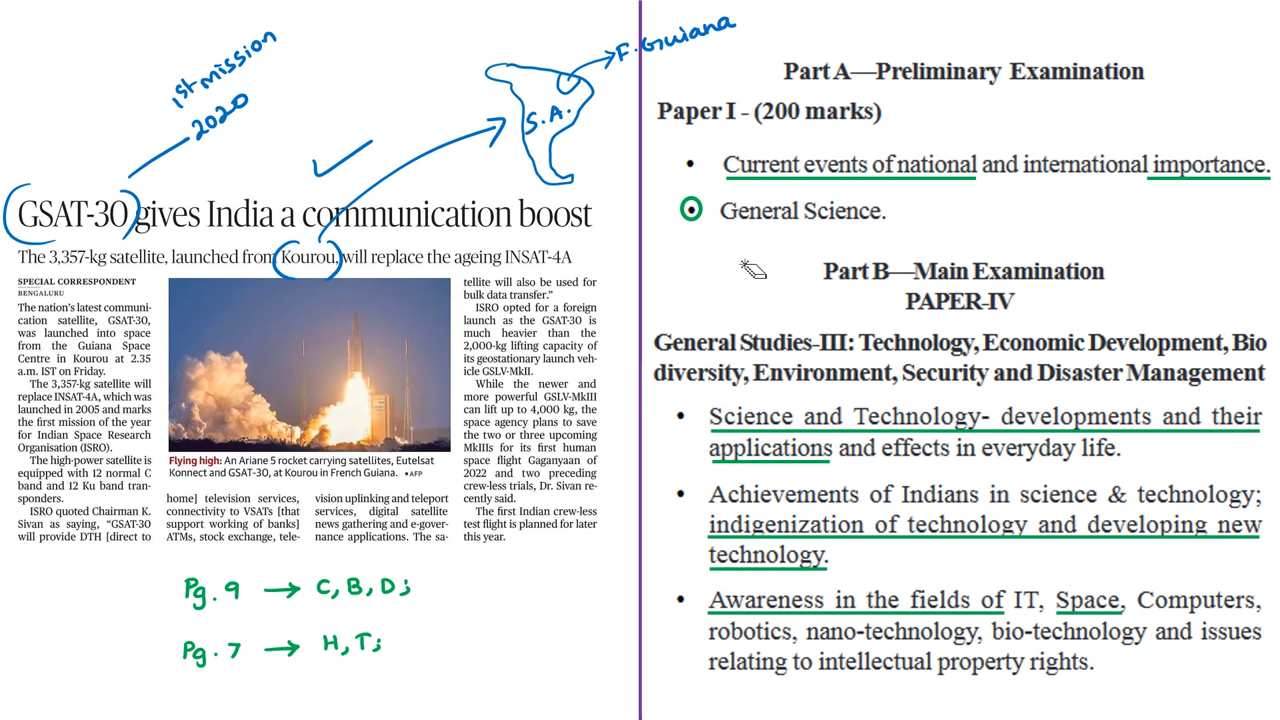 1st mission
2020
F. Guiana
S.A.
GSAT-30 gives India a communication boost
The 3,357-kg satellite, launched from Kourou, will replace the ageing INSAT-4A
SPECIAL CORRESPONDENT
BENGALURU
The nation's latest communi-
cation satellite, GSAT-30,
was launched into space
from the Guiana Space
Centre in Kourou at 2.35
a.m. IST on Friday.
The 3,357-kg satellite will
replace INSAT-4A, which was
launched in 2005 and marks
the first mission of the year
for Indian Space Research
Organisation (ISRO).
The high-power satellite is
equipped with 12 normal C
band and 12 Ku band tran-
sponders.
ISRO quoted Chairman K.
Sivan as saying, "GSAT-30
will provide DTH [direct to
Flying high: An Ariane 5 rocket carrying satellites, Eutelsat
Konnect and GSAT-30, at Kourou in French Guiana. •AFP
home] television services,
connectivity to VSATs [that
support working of banks]
ATMs, stock exchange, tele-
vision uplinking and teleport
services, digital satellite
news gathering and e-gover-
nance applications. The sa-
tellite will also be used for
bulk data transfer."
ISRO opted for a foreign
launch as the GSAT-30 is
much heavier than the
2,000-kg lifting capacity of
its geostationary launch veh-
icle GSLV-MkII.
While the newer and
more powerful GSLV-MkIII
can lift up to 4,000 kg, the
space agency plans to save
the two or three upcoming
MkIIIs for its first human
space flight Gaganyaan of
2022 and two preceding
crew-less trials, Dr. Sivan re-
cently said.
The first Indian crew-less
test flight is planned for later
this year.
Pg. 9 → C, B, D;
Pg. 7 → H, T;
Part A—Preliminary Examination
Paper I - (200 marks)
• Current events of national and international importance.
• General Science.
Part B—Main Examination
PAPER-IV
General Studies-III: Technology, Economic Development, Bio
diversity, Environment, Security and Disaster Management
• Science and Technology- developments and their
applications and effects in everyday life.
• Achievements of Indians in science & technology;
indigenization of technology and developing new
technology.
• Awareness in the fields of IT, Space, Computers,
robotics, nano-technology, bio-technology and issues
relating to intellectual property rights.